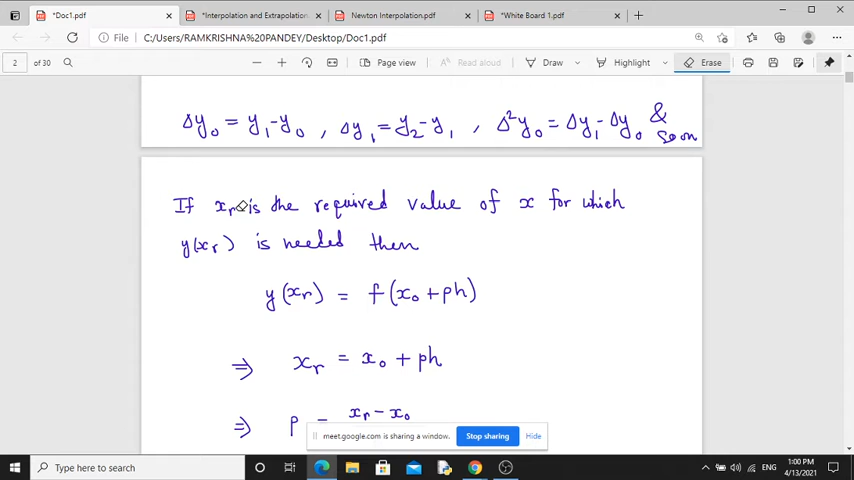 *Doc1.pdf
*Interpolation and Extrapolation
Newton Interpolation.pdf
*White Board 1.pdf
File C:/Users/RAMKRISHNA%20PANDEY/Desktop/Doc1.pdf
2 of 30 Page view Read aloud Draw Highlight Erase
Δy₀ = y₁ - y₀ , Δy₁ = y₂ - y₁ , Δ²y₀ = Δy₁ - Δy₀ & soon
If xᵣ is the required value of x for which
y(xᵣ) is needed then
y(xᵣ) = f(x₀ + ph)
⇒ xᵣ = x₀ + ph
⇒ p = xᵣ - x₀
meet.google.com is sharing a window. Stop sharing Hide
Type here to search
ENG
1:00 PM
4/13/2021